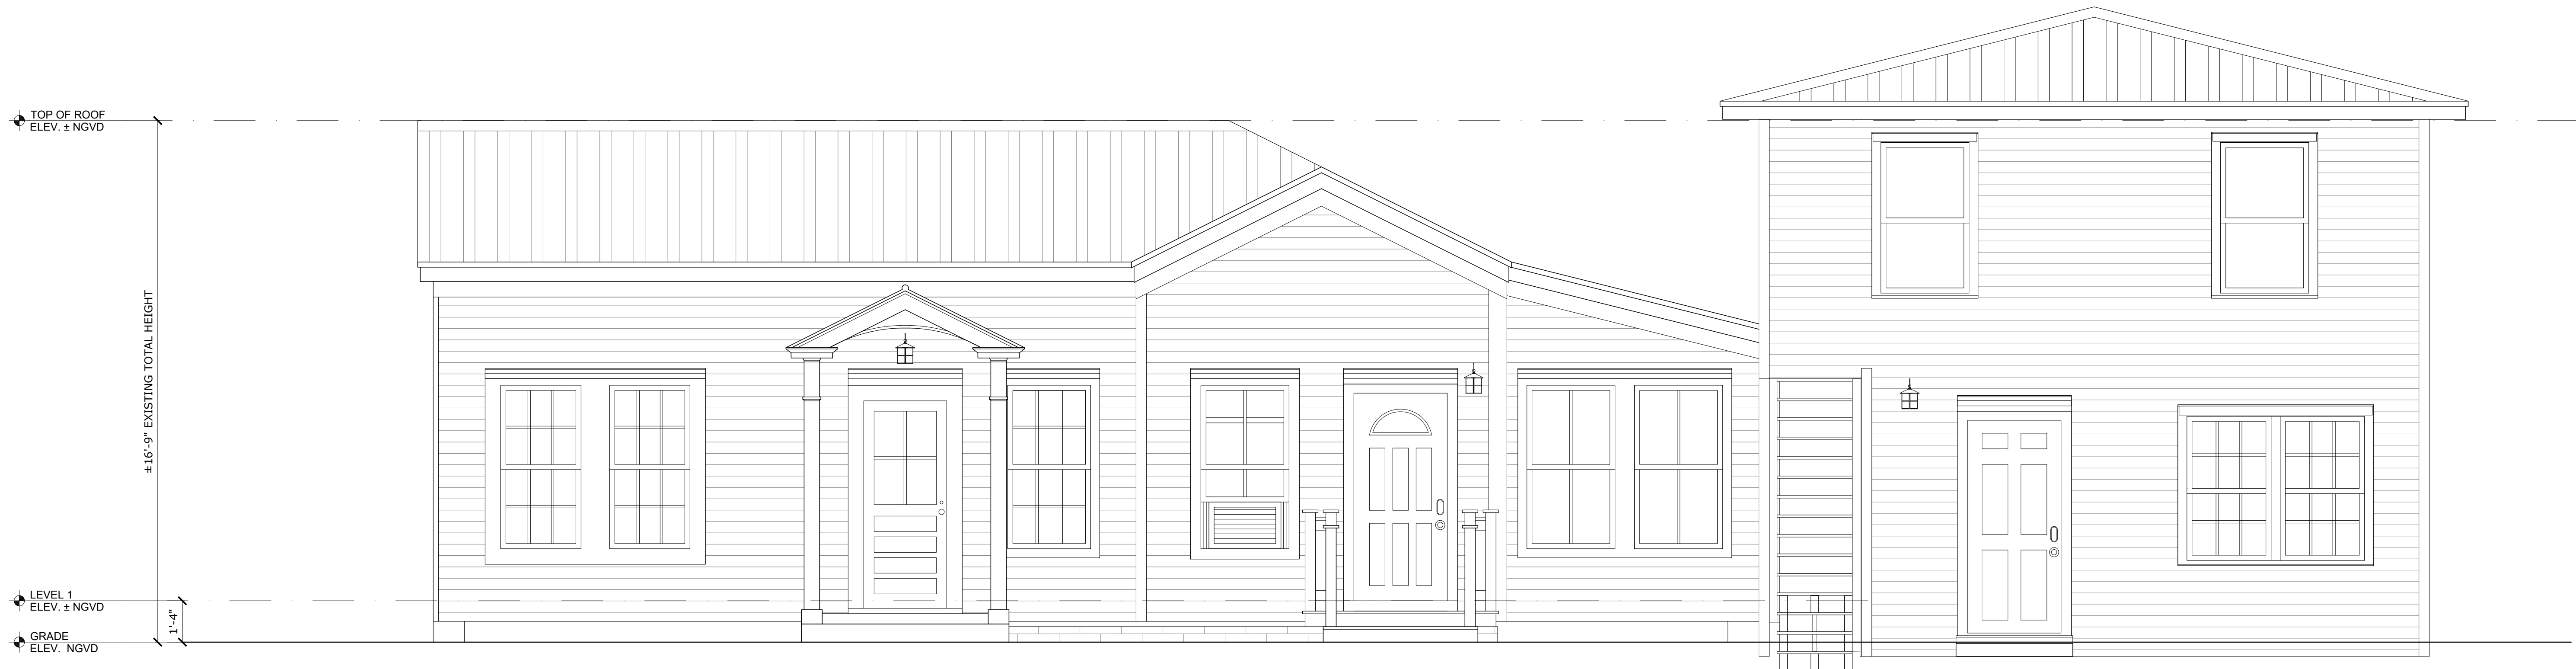 TOP OF ROOF
ELEV. ± NGVD
±16'-9" EXISTING TOTAL HEIGHT
LEVEL 1
ELEV. ± NGVD
1'-4"
GRADE
ELEV. NGVD